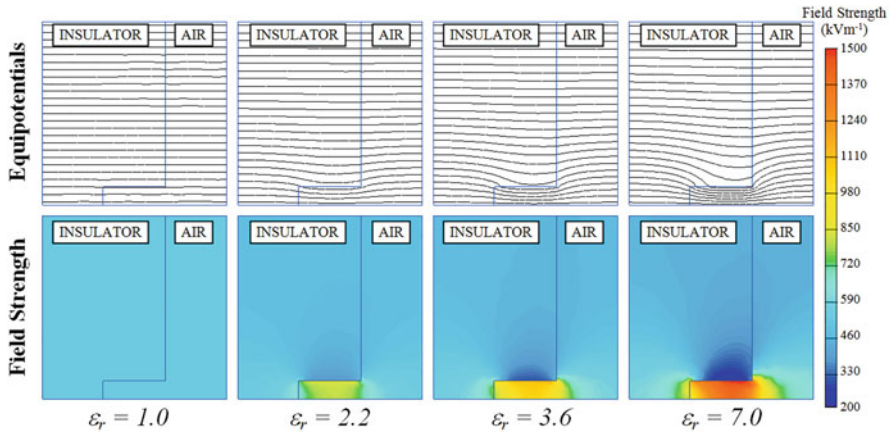 Field Strength
(kVm⁻¹)
INSULATOR AIR INSULATOR AIR INSULATOR AIR INSULATOR AIR
1500
1370
1240
1110
980
850
720
590
460
330
200
Equipotentials
INSULATOR AIR INSULATOR AIR INSULATOR AIR INSULATOR AIR
Field Strength
εᵣ = 1.0 εᵣ = 2.2 εᵣ = 3.6 εᵣ = 7.0